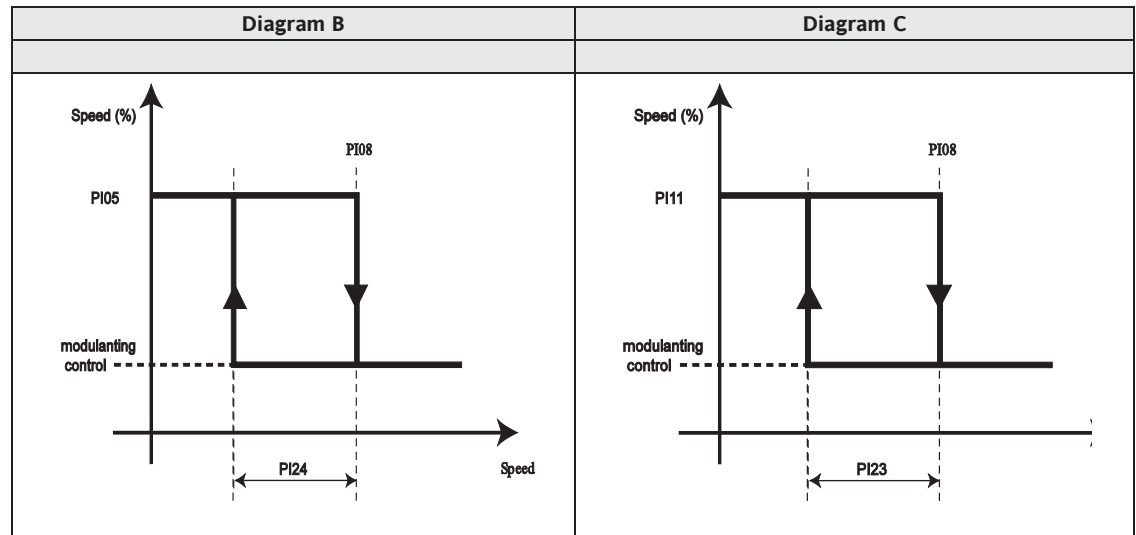 Diagram B
Diagram C
Speed (%)
PI08
PI05
modulanting
control
PI24
Speed
Speed (%)
PI08
PI11
modulanting
control
PI23